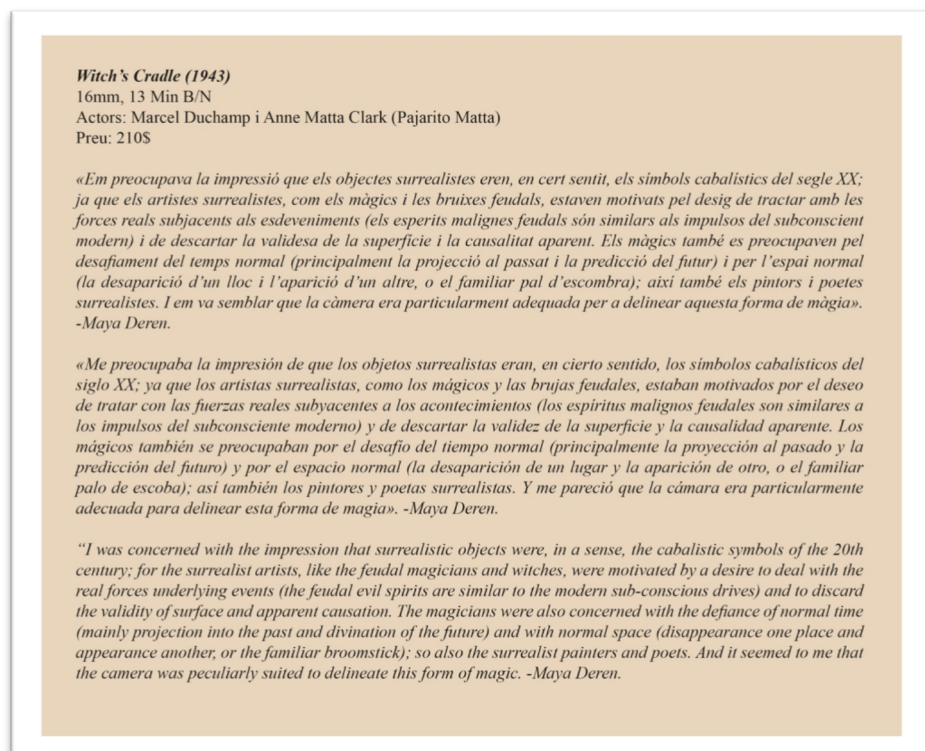 Witch's Cradle (1943)
16mm, 13 Min B/N
Actors: Marcel Duchamp i Anne Matta Clark (Pajarito Matta)
Preu: 210$
«Em preocupava la impressió que els objectes surrealistes eren, en cert sentit, els símbols cabalístics del segle XX;
ja que els artistes surrealistes, com els màgics i les bruixes feudals, estaven motivats pel desig de tractar amb les
forces reals subjacents als esdeveniments (els esperits malignes feudals són similars als impulsos del subconscient
modern) i de descartar la validesa de la superfície i la causalitat aparent. Els màgics també es preocupaven pel
desafiament del temps normal (principalment la projecció al passat i la predicció del futur) i per l'espai normal
(la desaparició d'un lloc i l'aparició d'un altre, o el familiar pal d'escombra); així també els pintors i poetes
surrealistes. I em va semblar que la càmera era particularment adequada per a delinear aquesta forma de màgia».
-Maya Deren.
«Me preocupaba la impresión de que los objetos surrealistas eran, en cierto sentido, los símbolos cabalísticos del
siglo XX; ya que los artistas surrealistas, como los mágicos y las brujas feudales, estaban motivados por el deseo
de tratar con las fuerzas reales subyacentes a los acontecimientos (los espíritus malignos feudales son similares a
los impulsos del subconsciente moderno) y de descartar la validez de la superficie y la causalidad aparente. Los
mágicos también se preocupaban por el desafío del tiempo normal (principalmente la proyección al pasado y la
predicción del futuro) y por el espacio normal (la desaparición de un lugar y la aparición de otro, o el familiar
palo de escoba); así también los pintores y poetas surrealistas. Y me pareció que la cámara era particularmente
adecuada para delinear esta forma de magia». -Maya Deren.
“I was concerned with the impression that surrealistic objects were, in a sense, the cabalistic symbols of the 20th
century; for the surrealist artists, like the feudal magicians and witches, were motivated by a desire to deal with the
real forces underlying events (the feudal evil spirits are similar to the modern sub-conscious drives) and to discard
the validity of surface and apparent causation. The magicians were also concerned with the defiance of normal time
(mainly projection into the past and divination of the future) and with normal space (disappearance one place and
appearance another, or the familiar broomstick); so also the surrealist painters and poets. And it seemed to me that
the camera was peculiarly suited to delineate this form of magic. -Maya Deren.